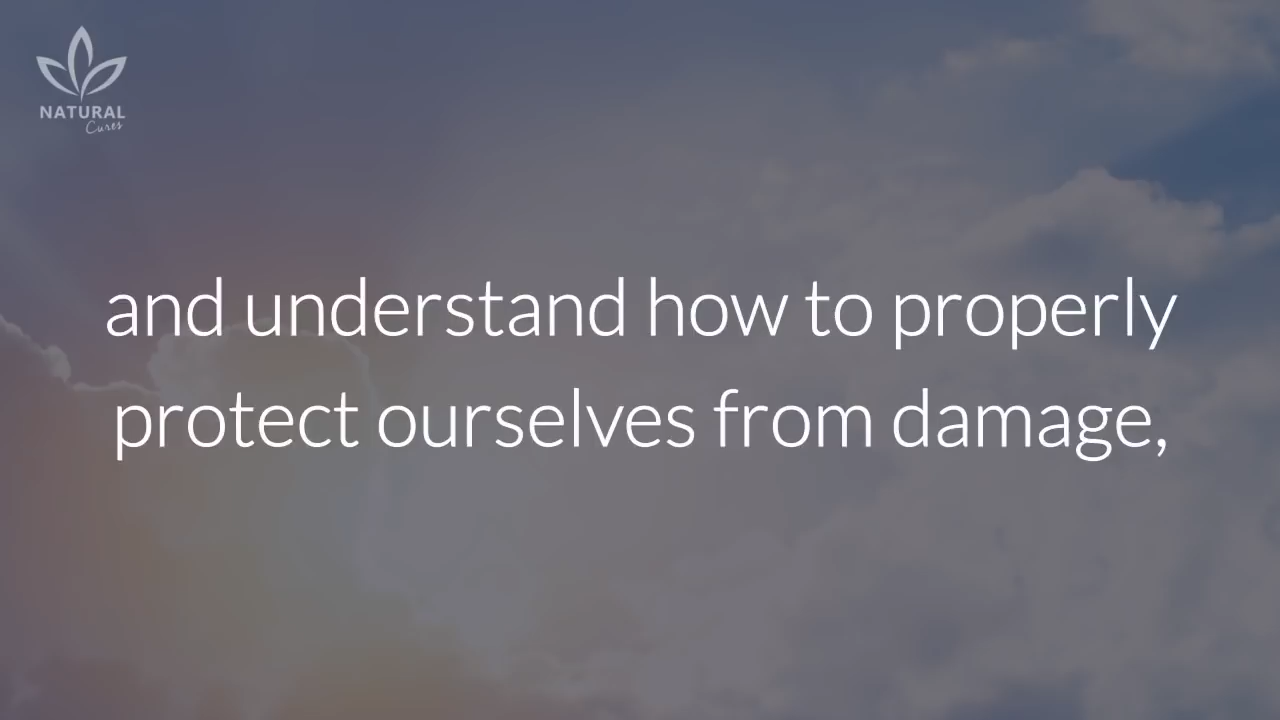 NATURAL
Cures
and understand how to properly
protect ourselves from damage,